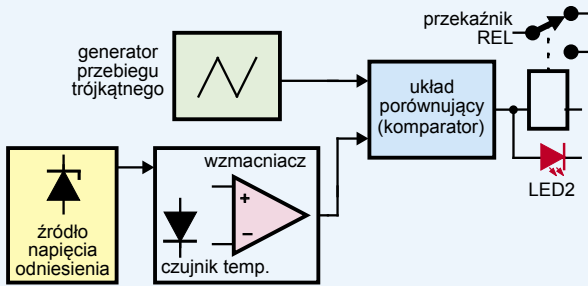 generator
przebiegu
trójkątnego
przekaźnik
REL
układ
porównujący
(komparator)
wzmacniacz
+
−
czujnik temp.
źródło
napięcia
odniesienia
LED2